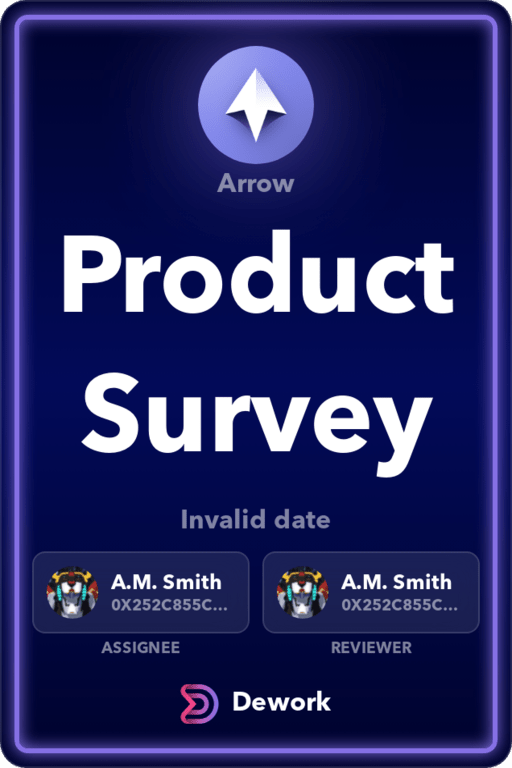 Arrow
Product
Survey
Invalid date
A.M. Smith
0X252C855C...
ASSIGNEE
A.M. Smith
0X252C855C...
REVIEWER
Dework